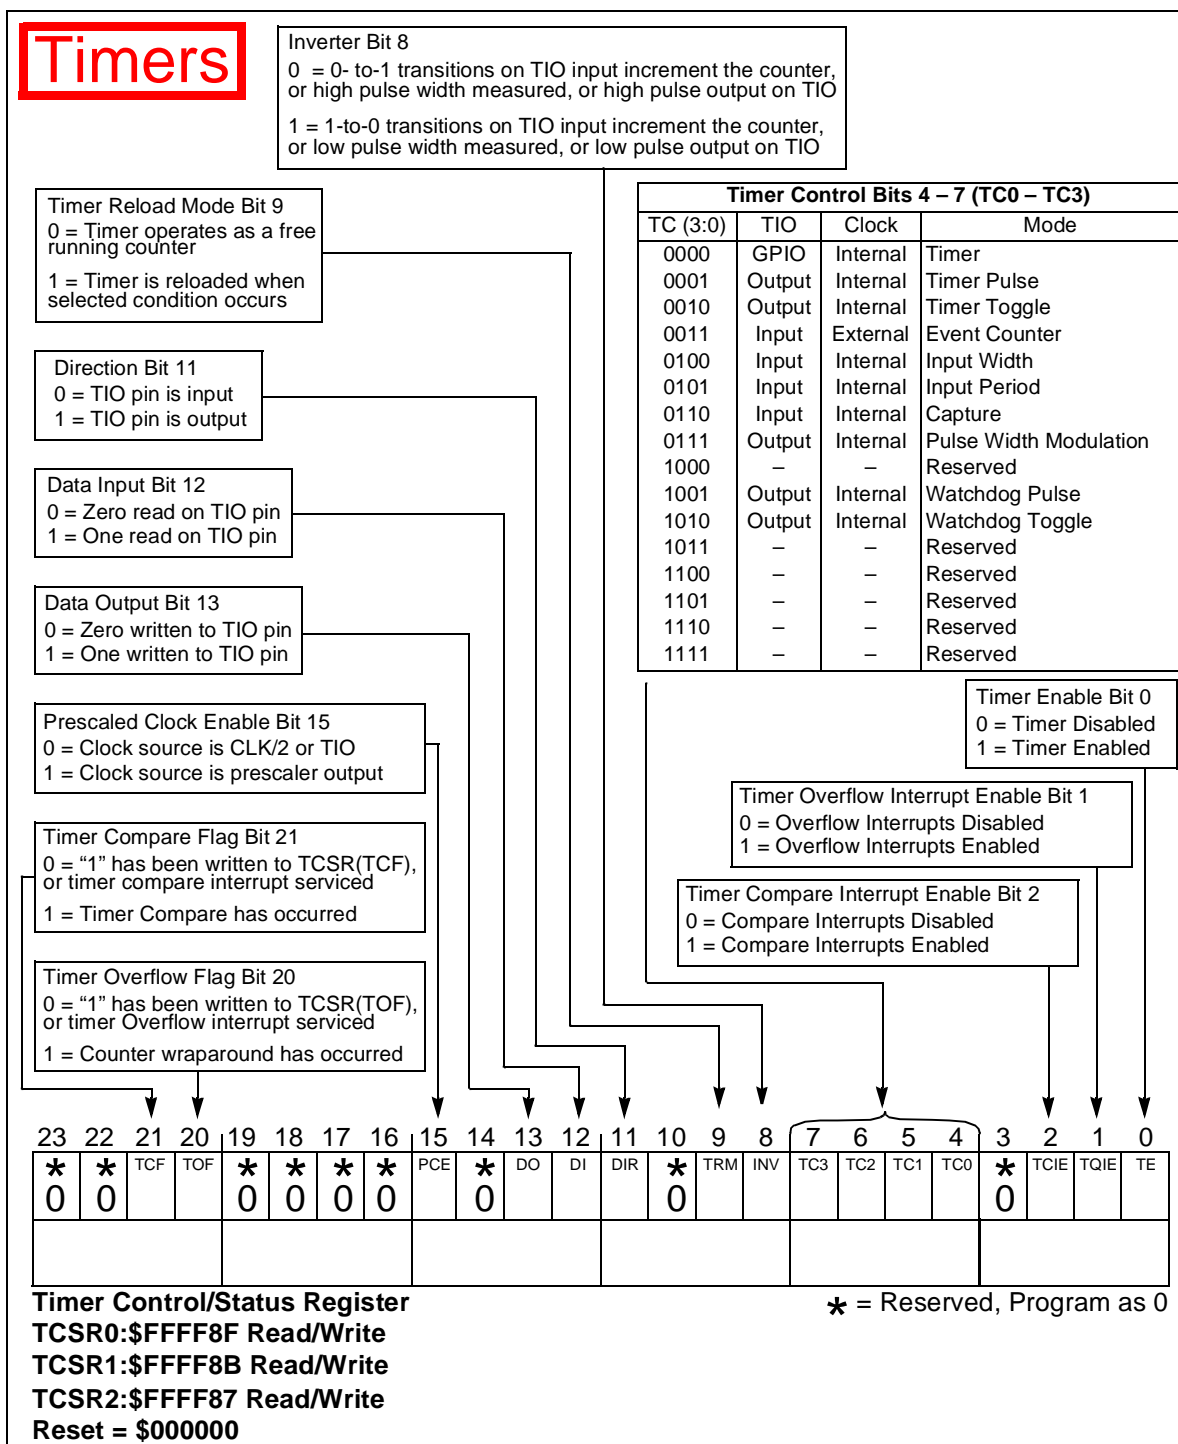 Timers
Inverter Bit 8
0 = 0- to-1 transitions on TIO input increment the counter,
or high pulse width measured, or high pulse output on TIO
1 = 1-to-0 transitions on TIO input increment the counter,
or low pulse width measured, or low pulse output on TIO
Timer Reload Mode Bit 9
0 = Timer operates as a free
running counter
1 = Timer is reloaded when
selected condition occurs
Direction Bit 11
0 = TIO pin is input
1 = TIO pin is output
Data Input Bit 12
0 = Zero read on TIO pin
1 = One read on TIO pin
Data Output Bit 13
0 = Zero written to TIO pin
1 = One written to TIO pin
Prescaled Clock Enable Bit 15
0 = Clock source is CLK/2 or TIO
1 = Clock source is prescaler output
Timer Compare Flag Bit 21
0 = “1” has been written to TCSR(TCF),
or timer compare interrupt serviced
1 = Timer Compare has occurred
Timer Overflow Flag Bit 20
0 = “1” has been written to TCSR(TOF),
or timer Overflow interrupt serviced
1 = Counter wraparound has occurred
Timer Control Bits 4 – 7 (TC0 – TC3)
TC (3:0) TIO Clock Mode
0000 GPIO Internal Timer
0001 Output Internal Timer Pulse
0010 Output Internal Timer Toggle
0011 Input External Event Counter
0100 Input Internal Input Width
0101 Input Internal Input Period
0110 Input Internal Capture
0111 Output Internal Pulse Width Modulation
1000 – – Reserved
1001 Output Internal Watchdog Pulse
1010 Output Internal Watchdog Toggle
1011 – – Reserved
1100 – – Reserved
1101 – – Reserved
1110 – – Reserved
1111 – – Reserved
Timer Enable Bit 0
0 = Timer Disabled
1 = Timer Enabled
Timer Overflow Interrupt Enable Bit 1
0 = Overflow Interrupts Disabled
1 = Overflow Interrupts Enabled
Timer Compare Interrupt Enable Bit 2
0 = Compare Interrupts Disabled
1 = Compare Interrupts Enabled
23 22 21 20 19 18 17 16 15 14 13 12 11 10 9 8 7 6 5 4 3 2 1 0
* * TCF TOF * * * * PCE * DO DI DIR * TRM INV TC3 TC2 TC1 TC0 * TCIE TQIE TE
0 0 0 0 0 0 0 0 0
Timer Control/Status Register
* = Reserved, Program as 0
TCSR0:$FFFF8F Read/Write
TCSR1:$FFFF8B Read/Write
TCSR2:$FFFF87 Read/Write
Reset = $000000